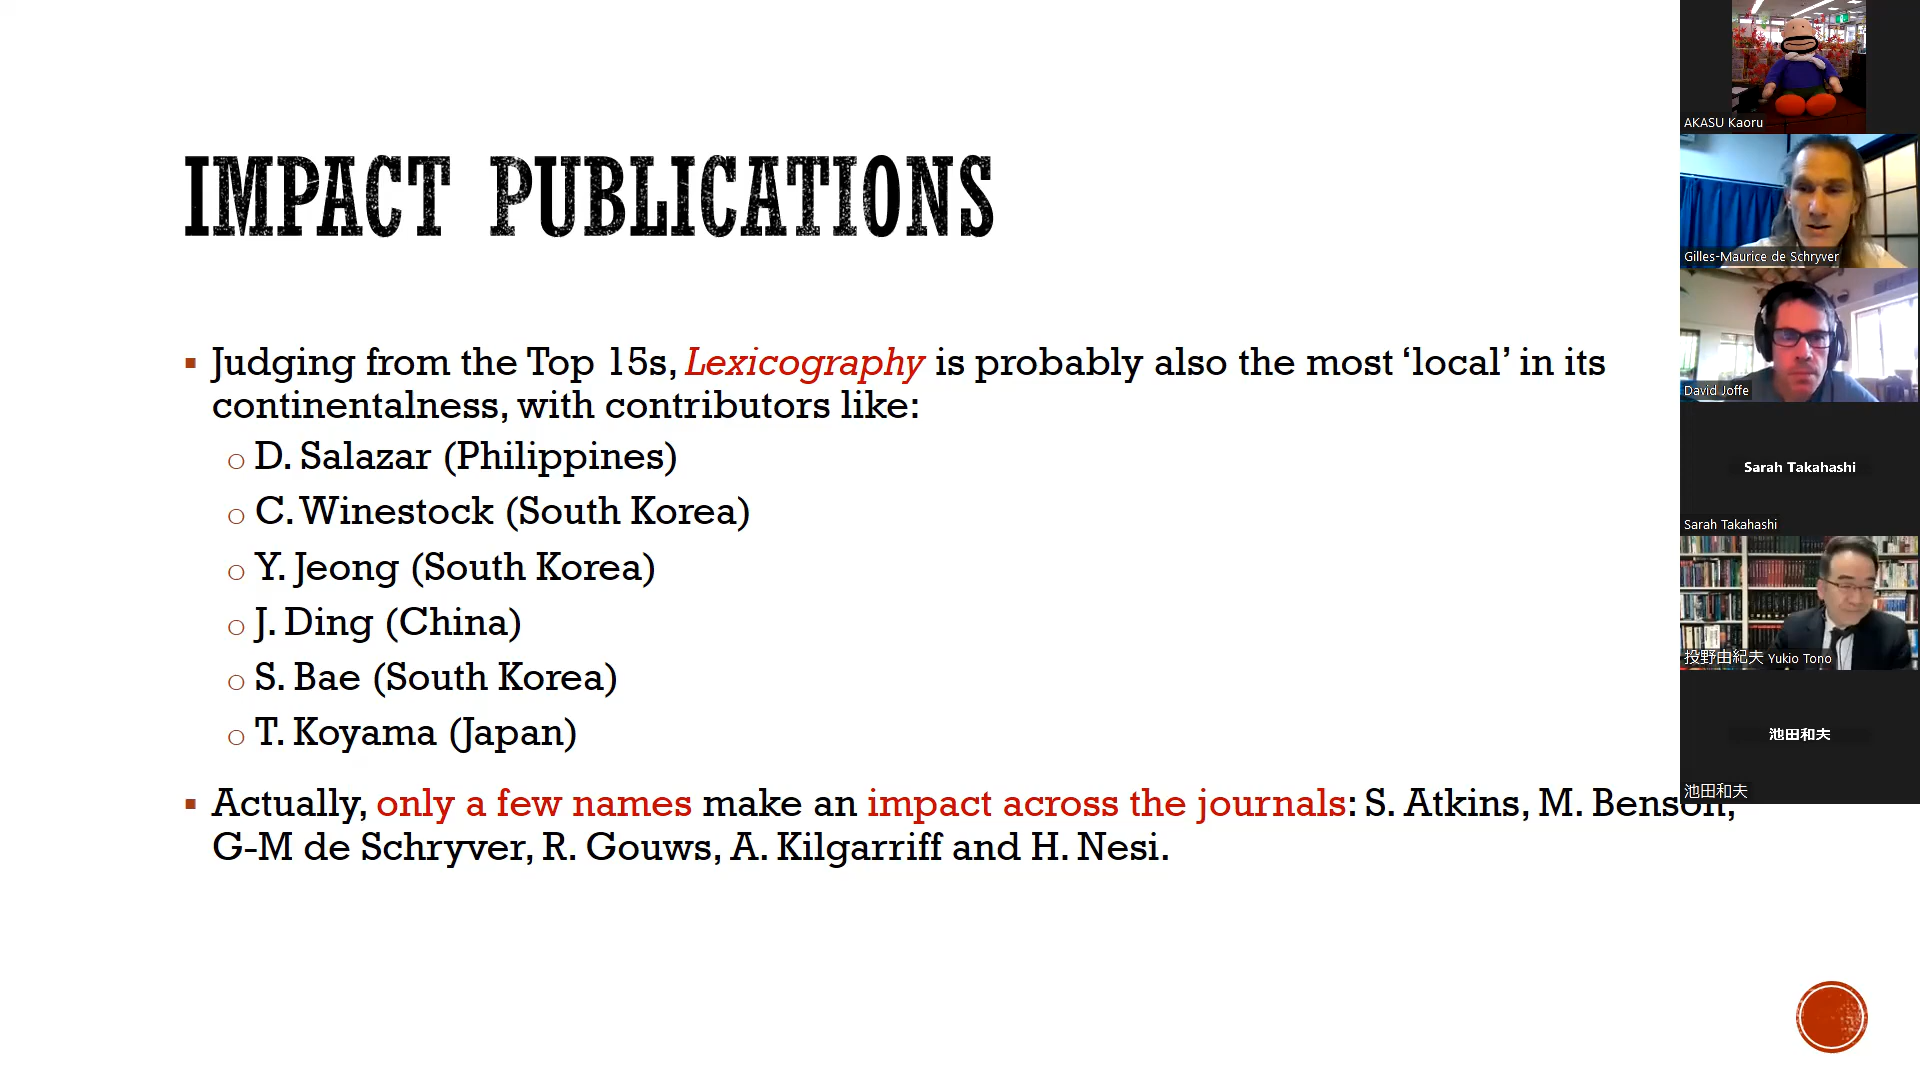 IMPACT PUBLICATIONS
Judging from the Top 15s, Lexicography is probably also the most ‘local’ in its
continentalness, with contributors like:
D. Salazar (Philippines)
C. Winestock (South Korea)
Y. Jeong (South Korea)
J. Ding (China)
S. Bae (South Korea)
T. Koyama (Japan)
Actually, only a few names make an impact across the journals: S. Atkins, M. Benson,
G-M de Schryver, R. Gouws, A. Kilgarriff and H. Nesi.
AKASU Kaoru
Gilles-Maurice de Schryver
David Joffe
Sarah Takahashi
Sarah Takahashi
投野由紀夫 Yukio Tono
池田和夫
池田和夫